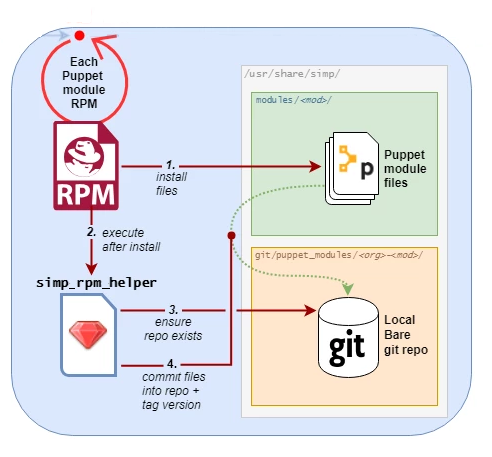 Each
Puppet
module
RPM
/usr/share/simp/
modules/<mod>/
RPM
1.
install
files
p
Puppet
module
files
2. execute
after install
git/puppet_modules/<org>-<mod>/
simp_rpm_helper
3.
ensure
repo exists
git
Local
Bare
git repo
4.
commit files
into repo +
tag version